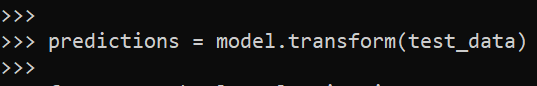 >>>
>>> predictions = model.transform(test_data)
>>>